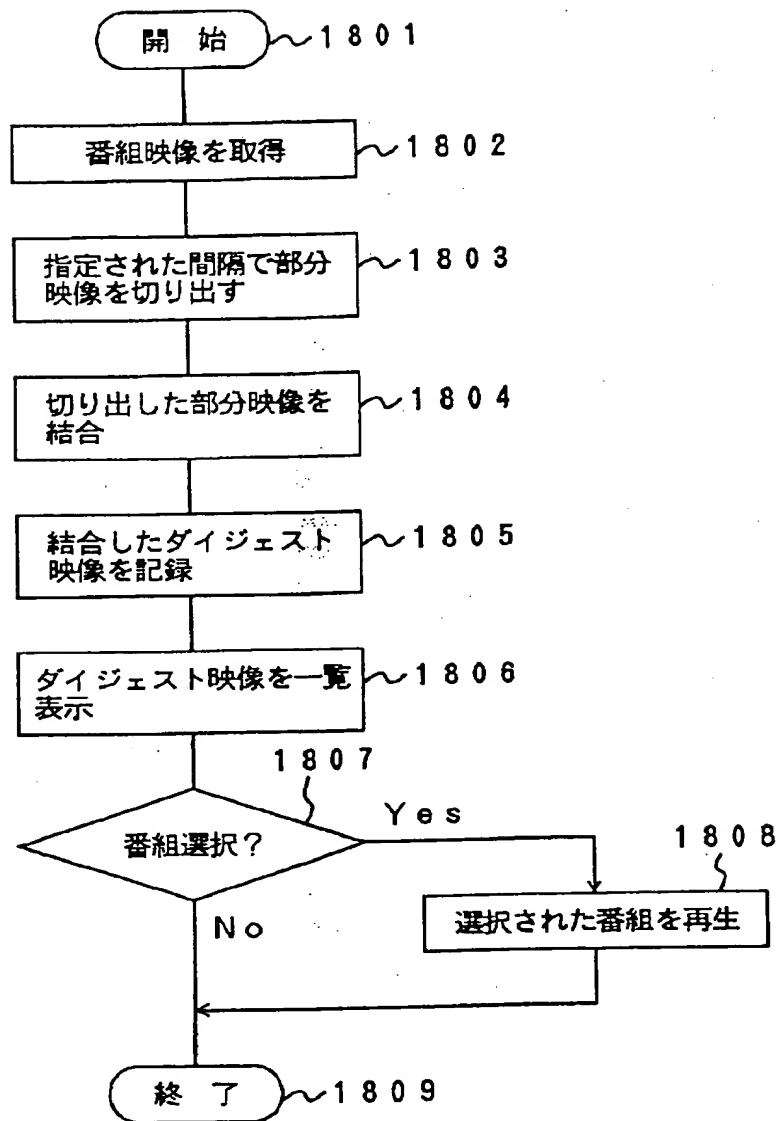 開 始
1801
番組映像を取得
1802
指定された間隔で部分
映像を切り出す
1803
切り出した部分映像を
結合
1804
結合したダイジェスト
映像を記録
1805
ダイジェスト映像を一覧
表示
1806
1807
番組選択?
Yes
1808
選択された番組を再生
No
終 了
1809